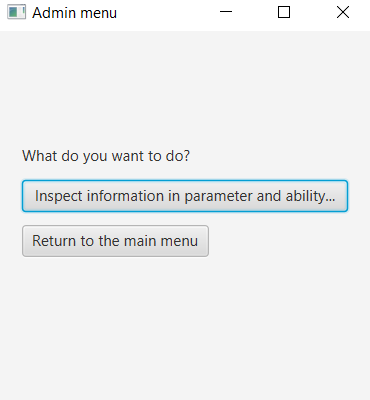 Admin menu
What do you want to do?
Inspect information in parameter and ability...
Return to the main menu